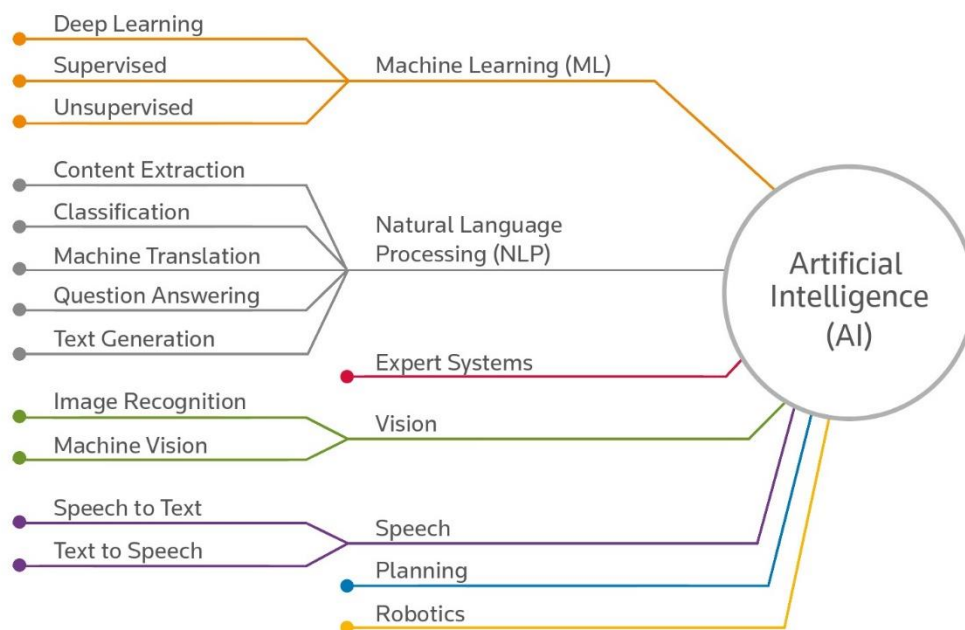 Deep Learning
Supervised
Unsupervised
Machine Learning (ML)
Content Extraction
Classification
Machine Translation
Question Answering
Text Generation
Natural Language
Processing (NLP)
Expert Systems
Image Recognition
Machine Vision
Vision
Speech to Text
Text to Speech
Speech
Planning
Robotics
Artificial
Intelligence
(AI)